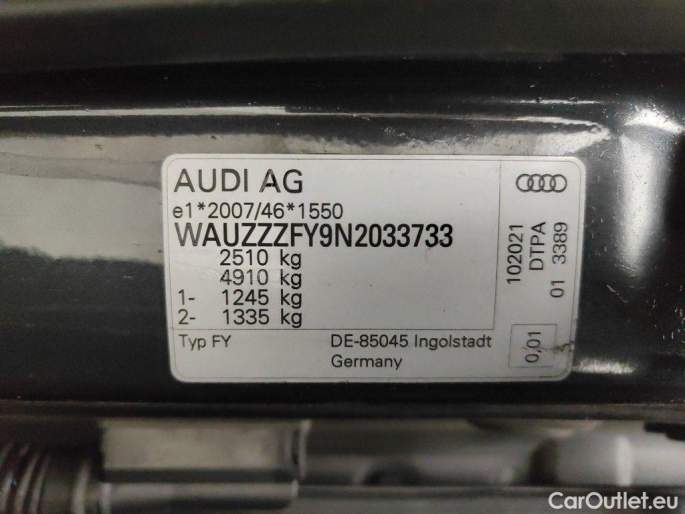 AUDI AG
e1*2007/46*1550
WAUZZZFY9N2033733
2510 kg
4910 kg
1- 1245 kg
2- 1335 kg
Typ FY
DE-85045 Ingolstadt
Germany
102021
DTPA
01 3389
0,01
CarOutlet.eu